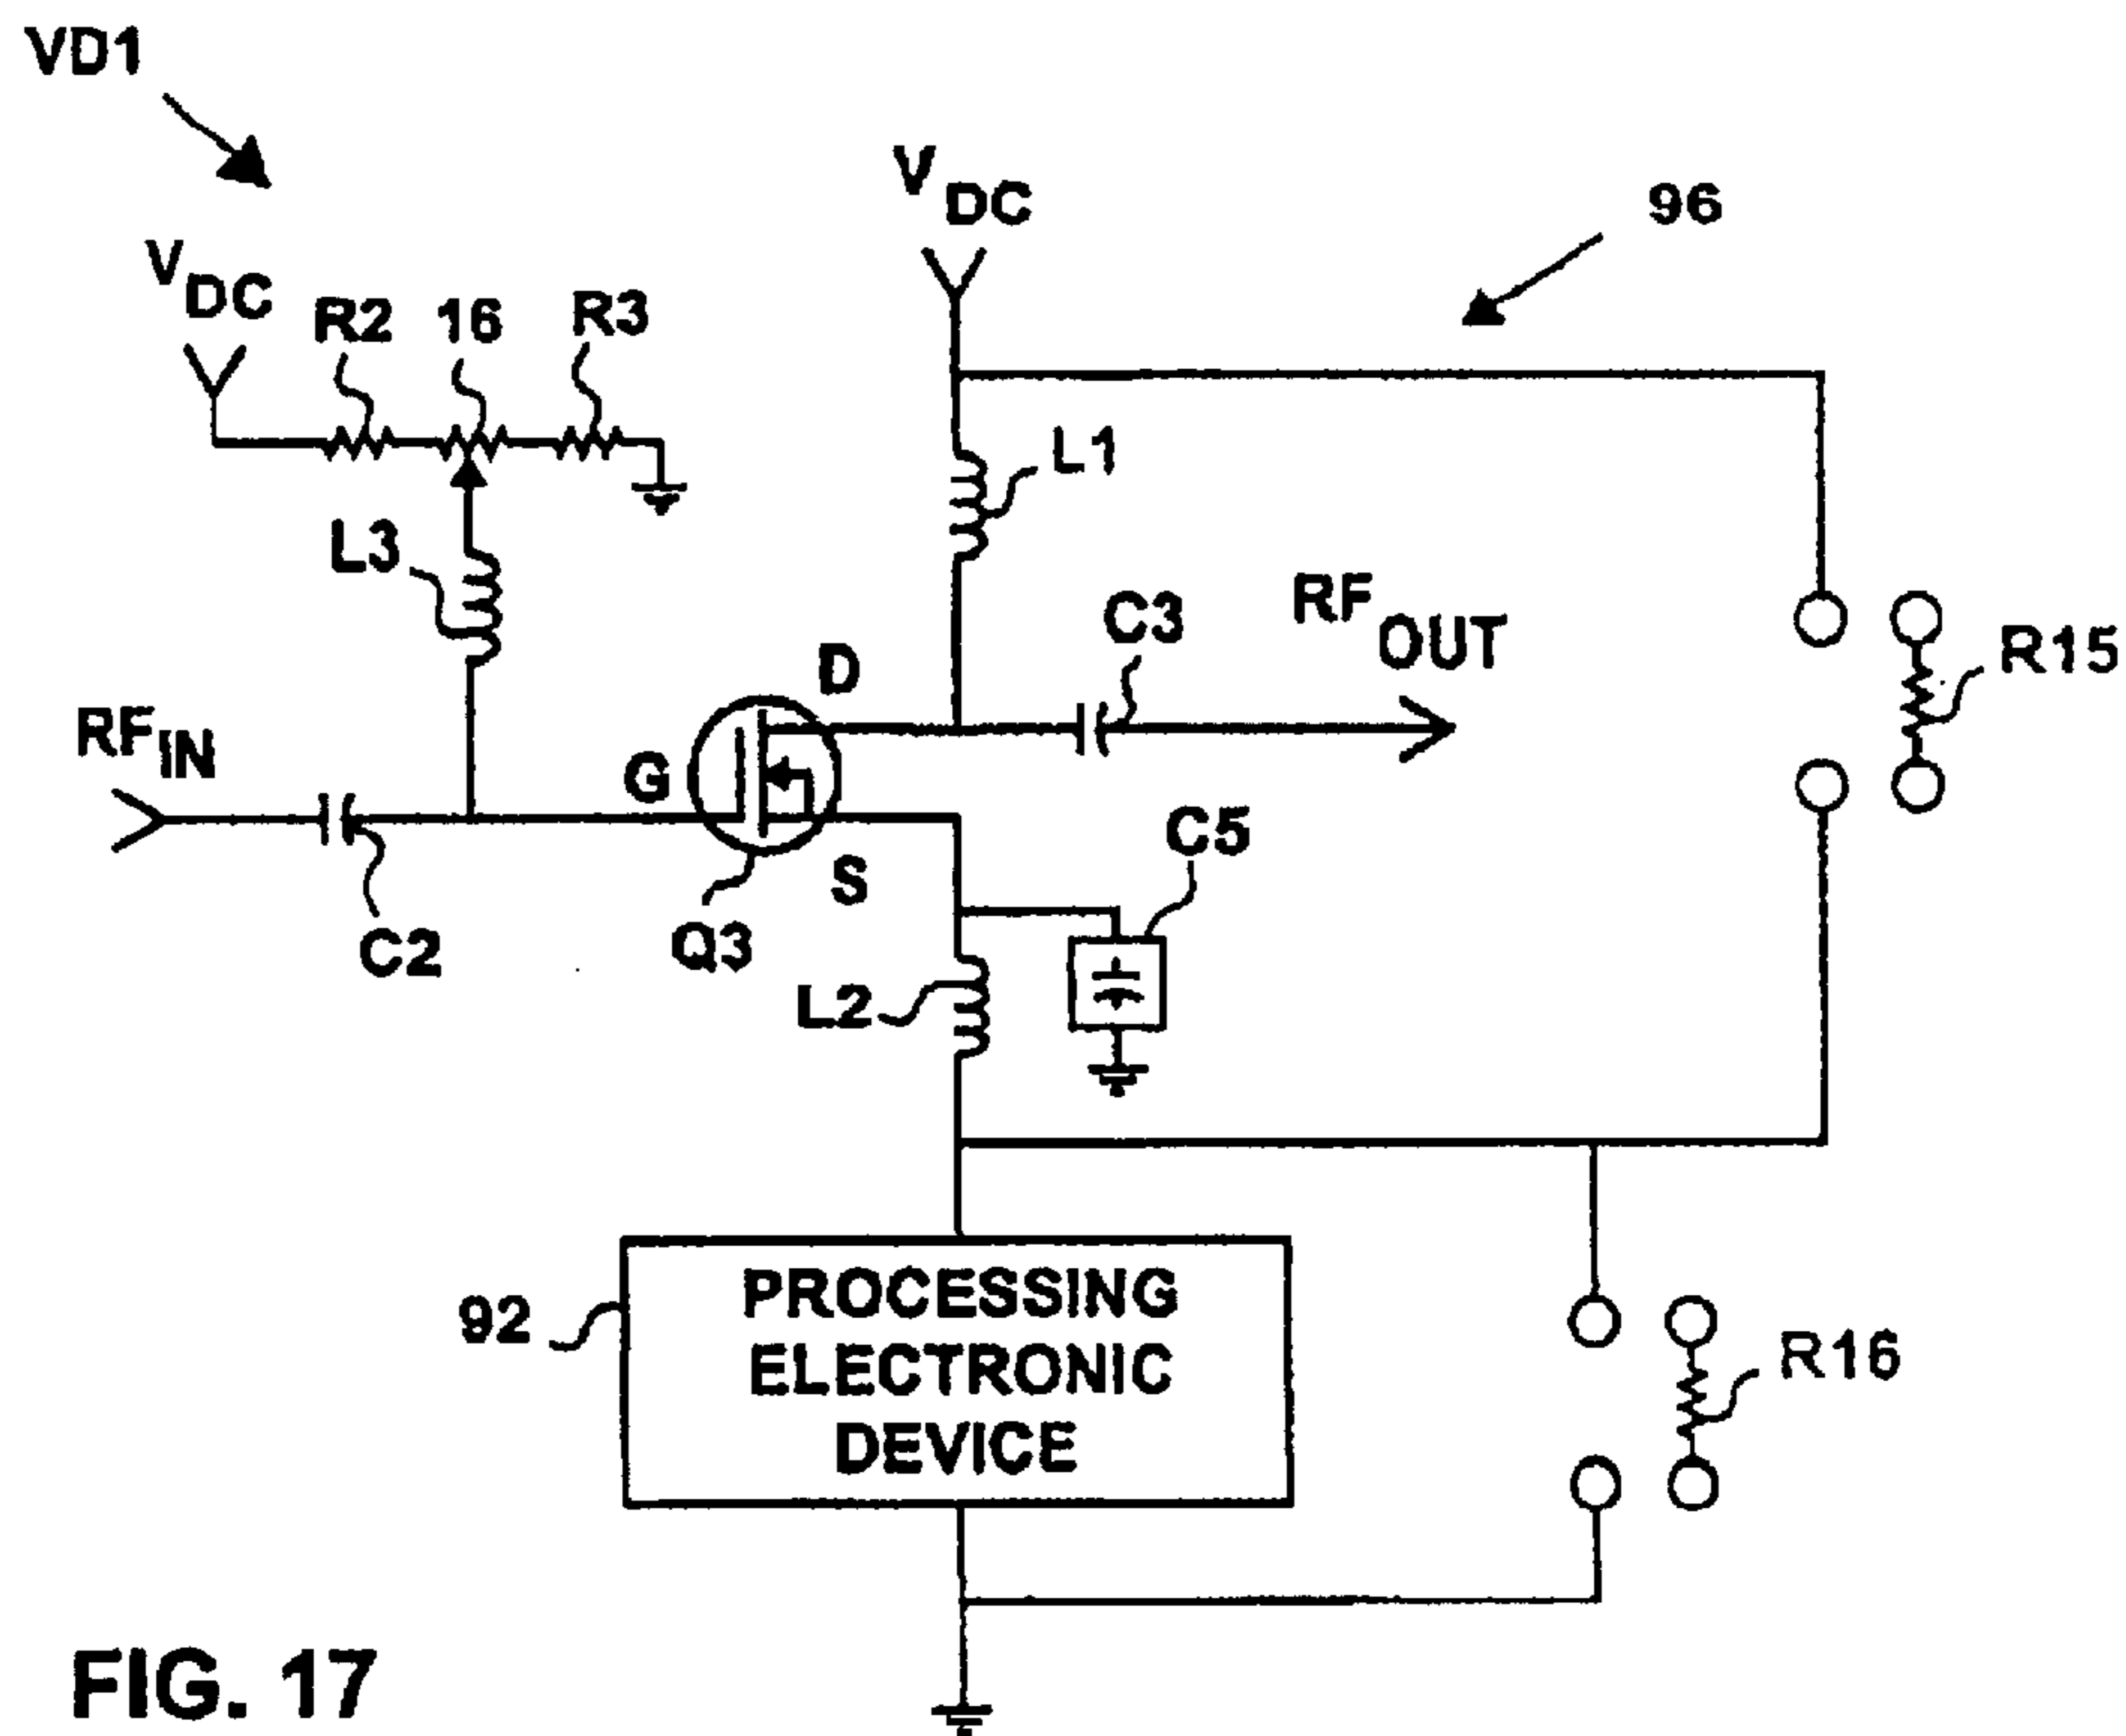 VD1
VDC
96
VDC
R2
16
R3
L1
L3
C3
RFOUT
R15
D
RFIN
G
C5
S
C2
Q3
L2
92
PROCESSING
ELECTRONIC
DEVICE
R16
FIG. 17